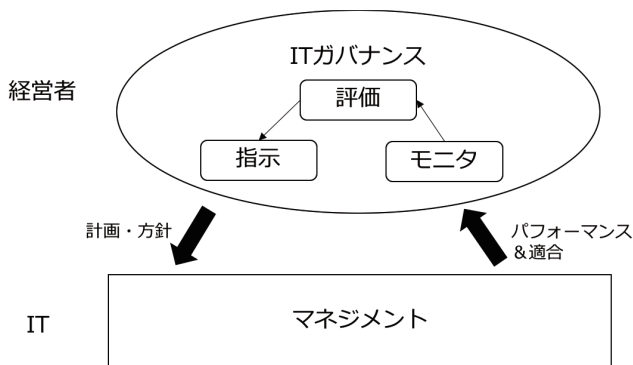 ITガバナンス
経営者
評価
指示
モニタ
計画・方針
パフォーマンス
&適合
IT
マネジメント